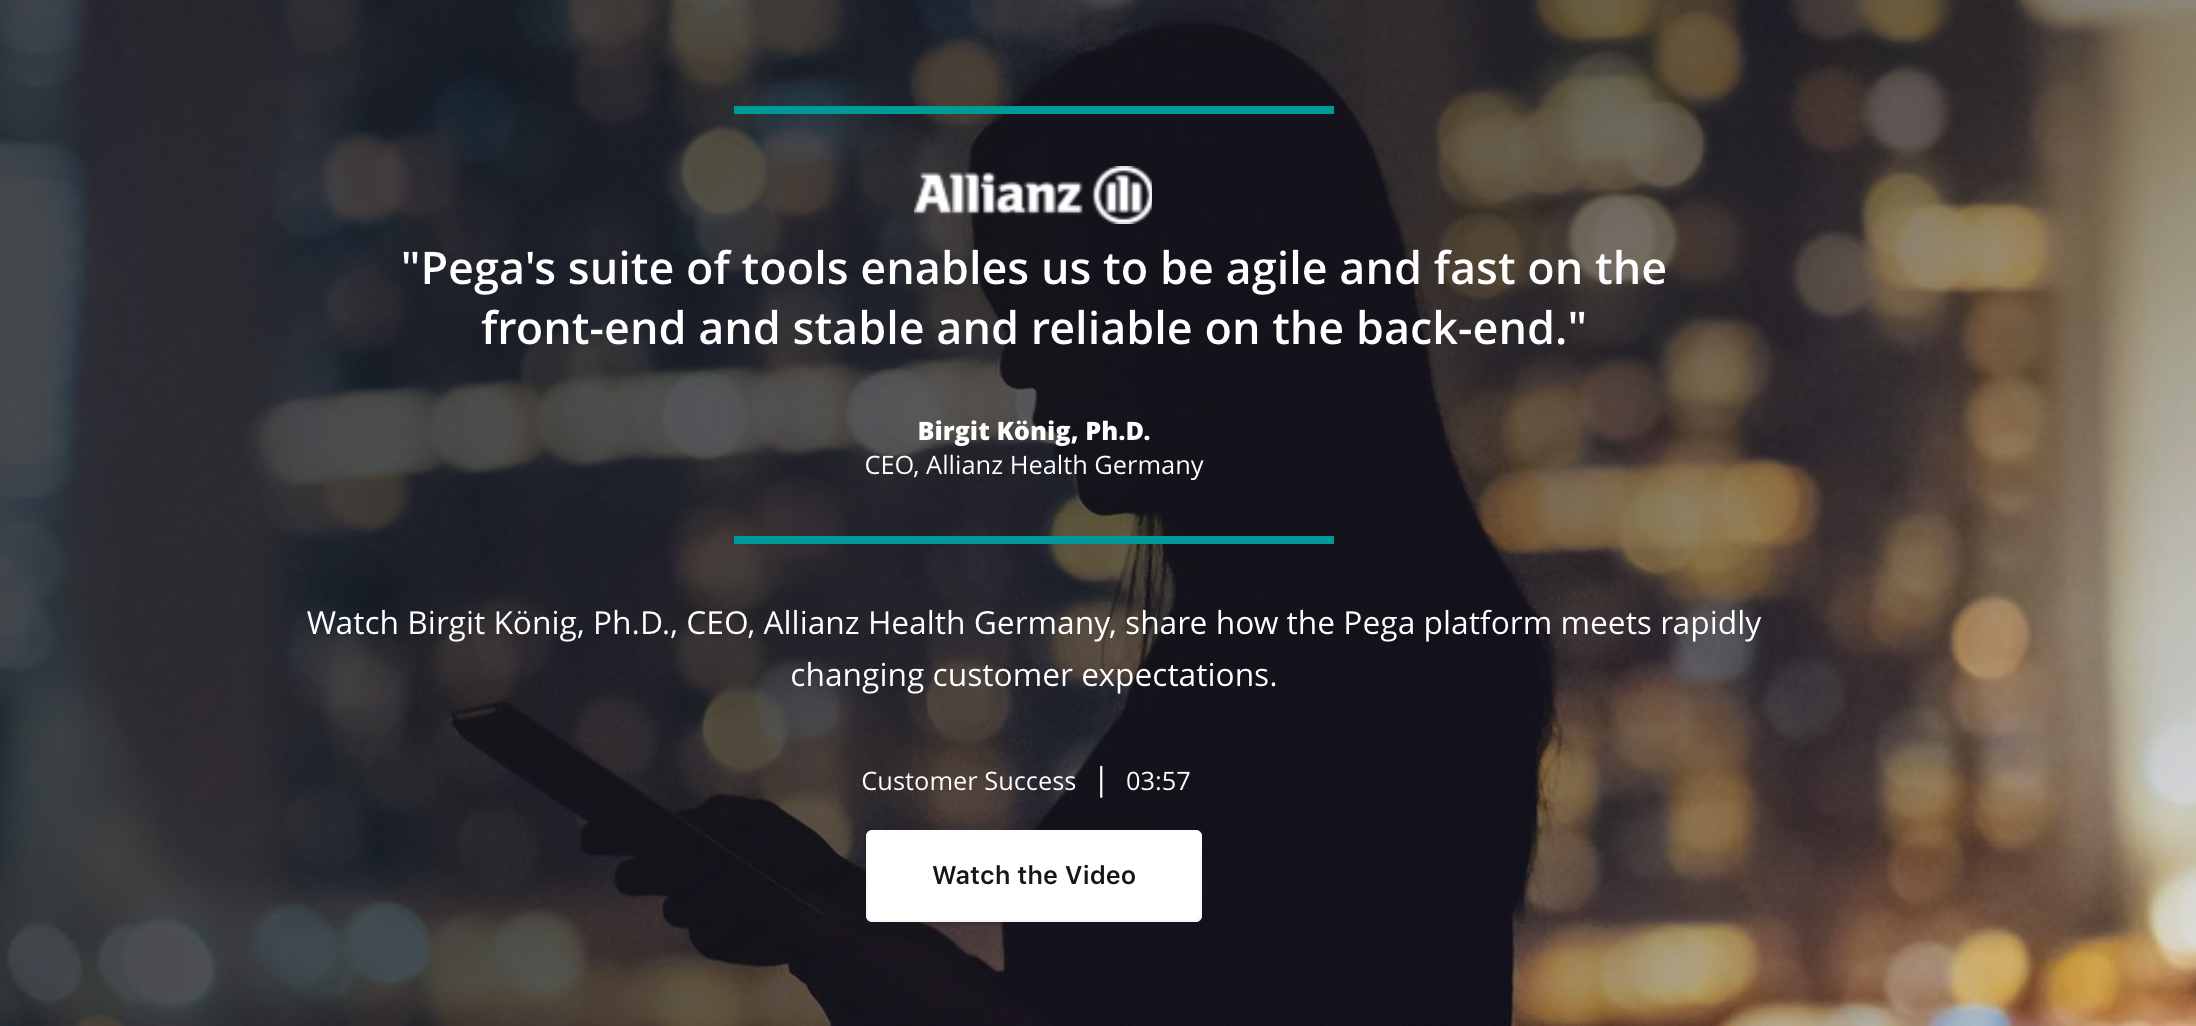 Allianz
"Pega's suite of tools enables us to be agile and fast on the
front-end and stable and reliable on the back-end."
Birgit König, Ph.D.
CEO, Allianz Health Germany
Watch Birgit König, Ph.D., CEO, Allianz Health Germany, share how the Pega platform meets rapidly
changing customer expectations.
Customer Success | 03:57
Watch the Video